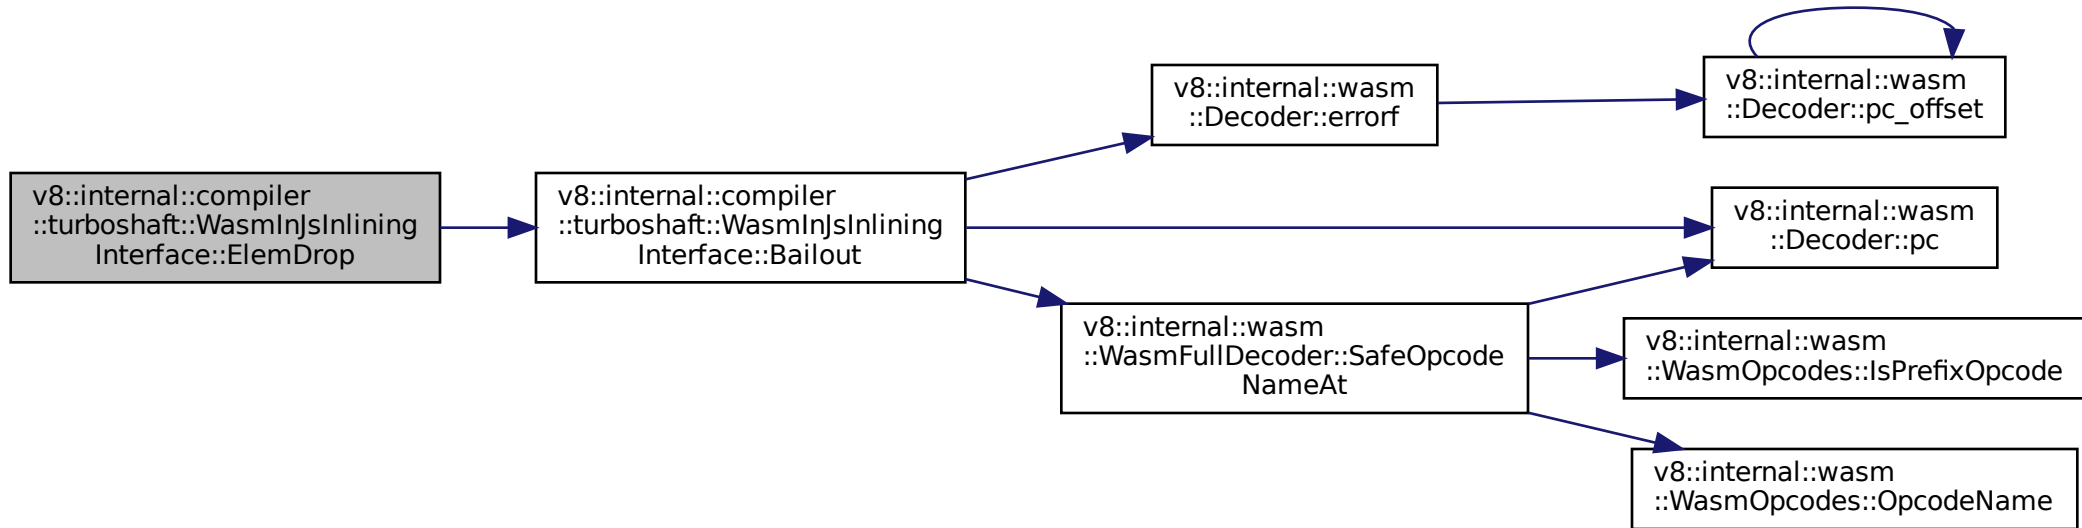 v8::internal::compiler
::turboshaft::WasmInJsInlining
Interface::ElemDrop
v8::internal::compiler
::turboshaft::WasmInJsInlining
Interface::Bailout
v8::internal::wasm
::Decoder::errorf
v8::internal::wasm
::Decoder::pc_offset
v8::internal::wasm
::Decoder::pc
v8::internal::wasm
::WasmFullDecoder::SafeOpcode
NameAt
v8::internal::wasm
::WasmOpcodes::IsPrefixOpcode
v8::internal::wasm
::WasmOpcodes::OpcodeName